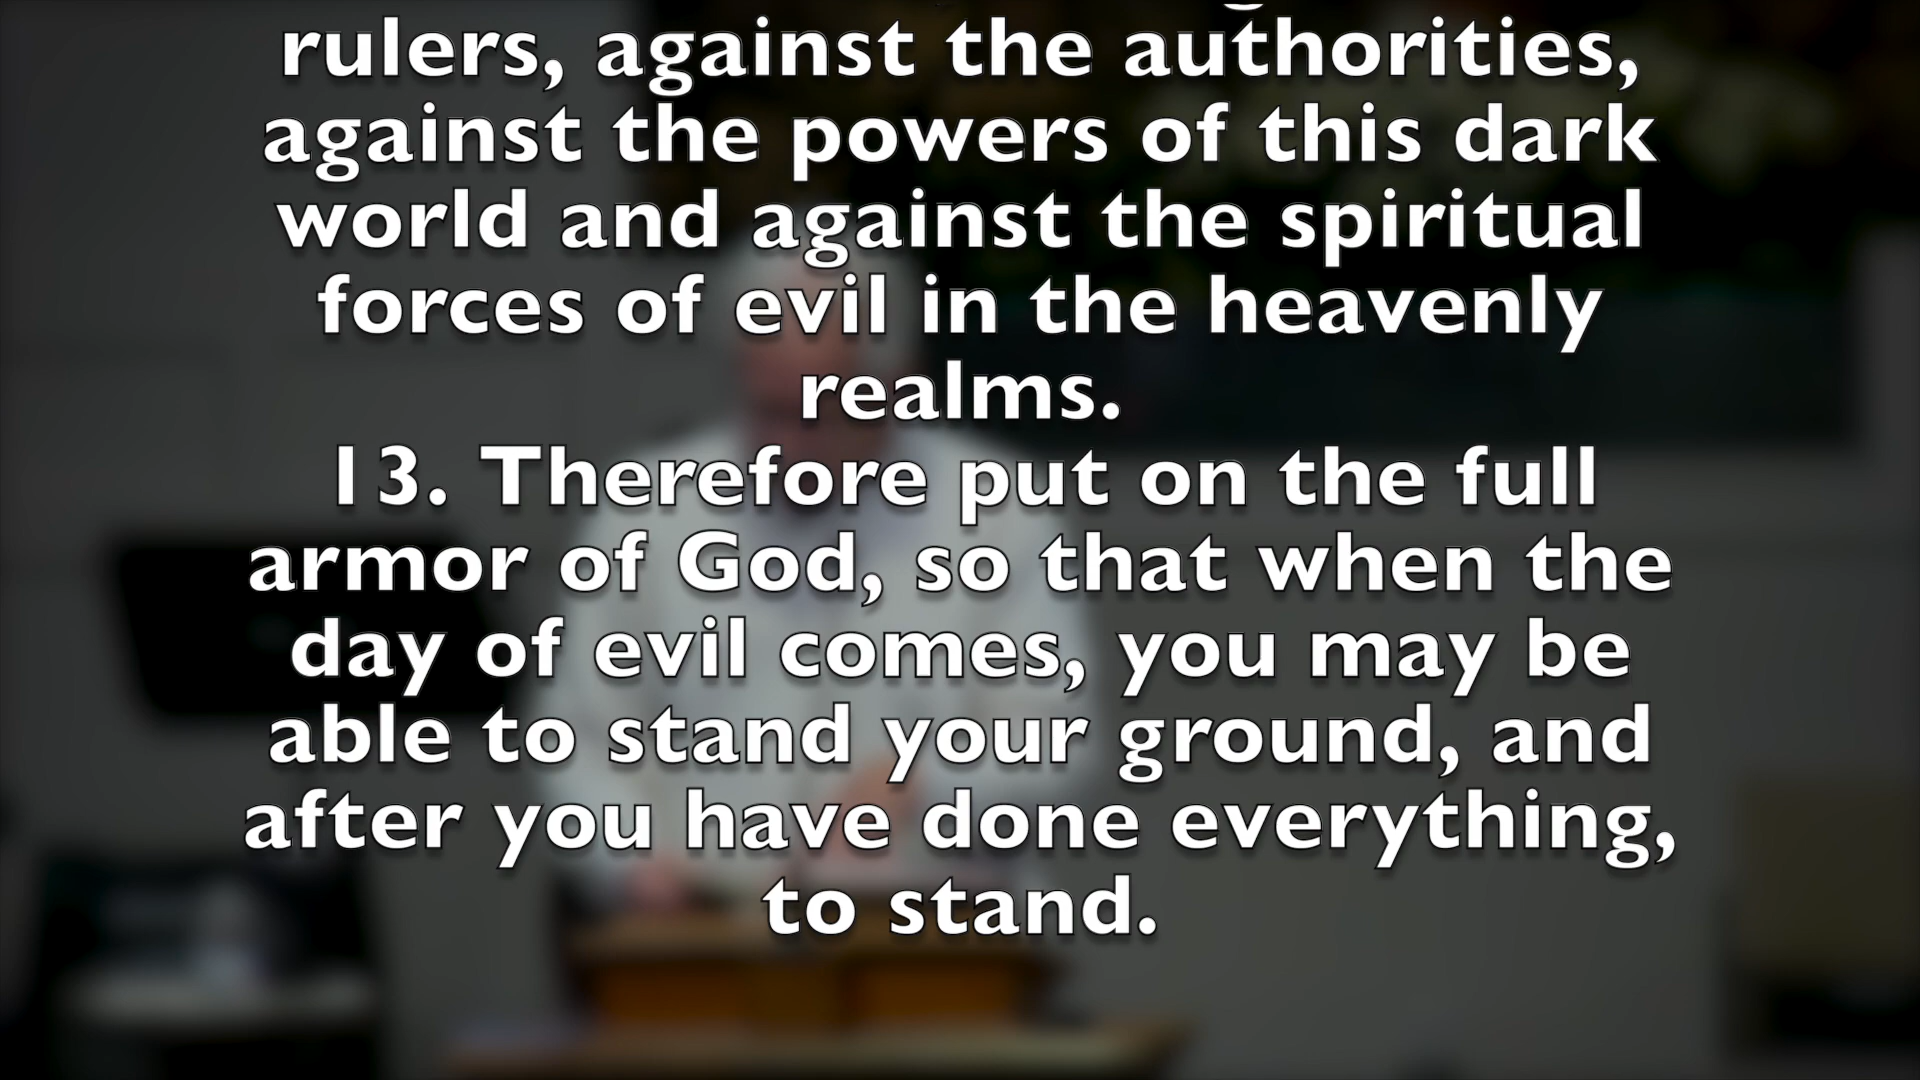 rulers, against the authorities,
against the powers of this dark
world and against the spiritual
forces of evil in the heavenly
realms.
13. Therefore put on the full
armor of God, so that when the
day of evil comes, you may be
able to stand your ground, and
after you have done everything,
to stand.